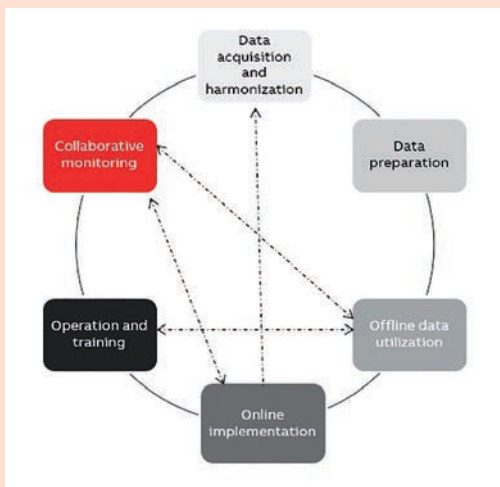 Data
acquisition
and
harmonization
Data
preparation
Offline data
utilization
Online
implementation
Operation and
training
Collaborative
monitoring